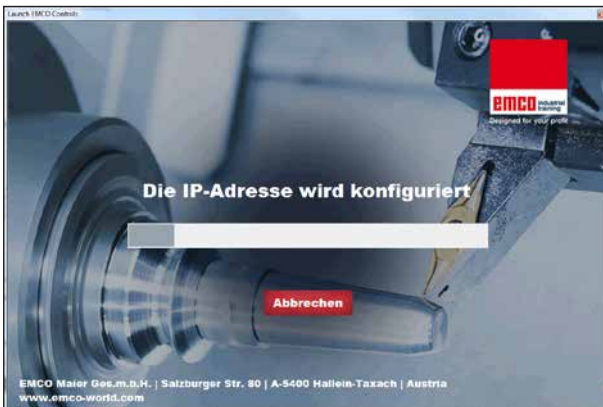 Launch EMCO Controls
emco industrial
training
Designed for your profit
Die IP-Adresse wird konfiguriert
Abbrechen
EMCO Maier Ges.m.b.H. | Salzburger Str. 80 | A-5400 Hallein-Taxach | Austria
www.emco-world.com